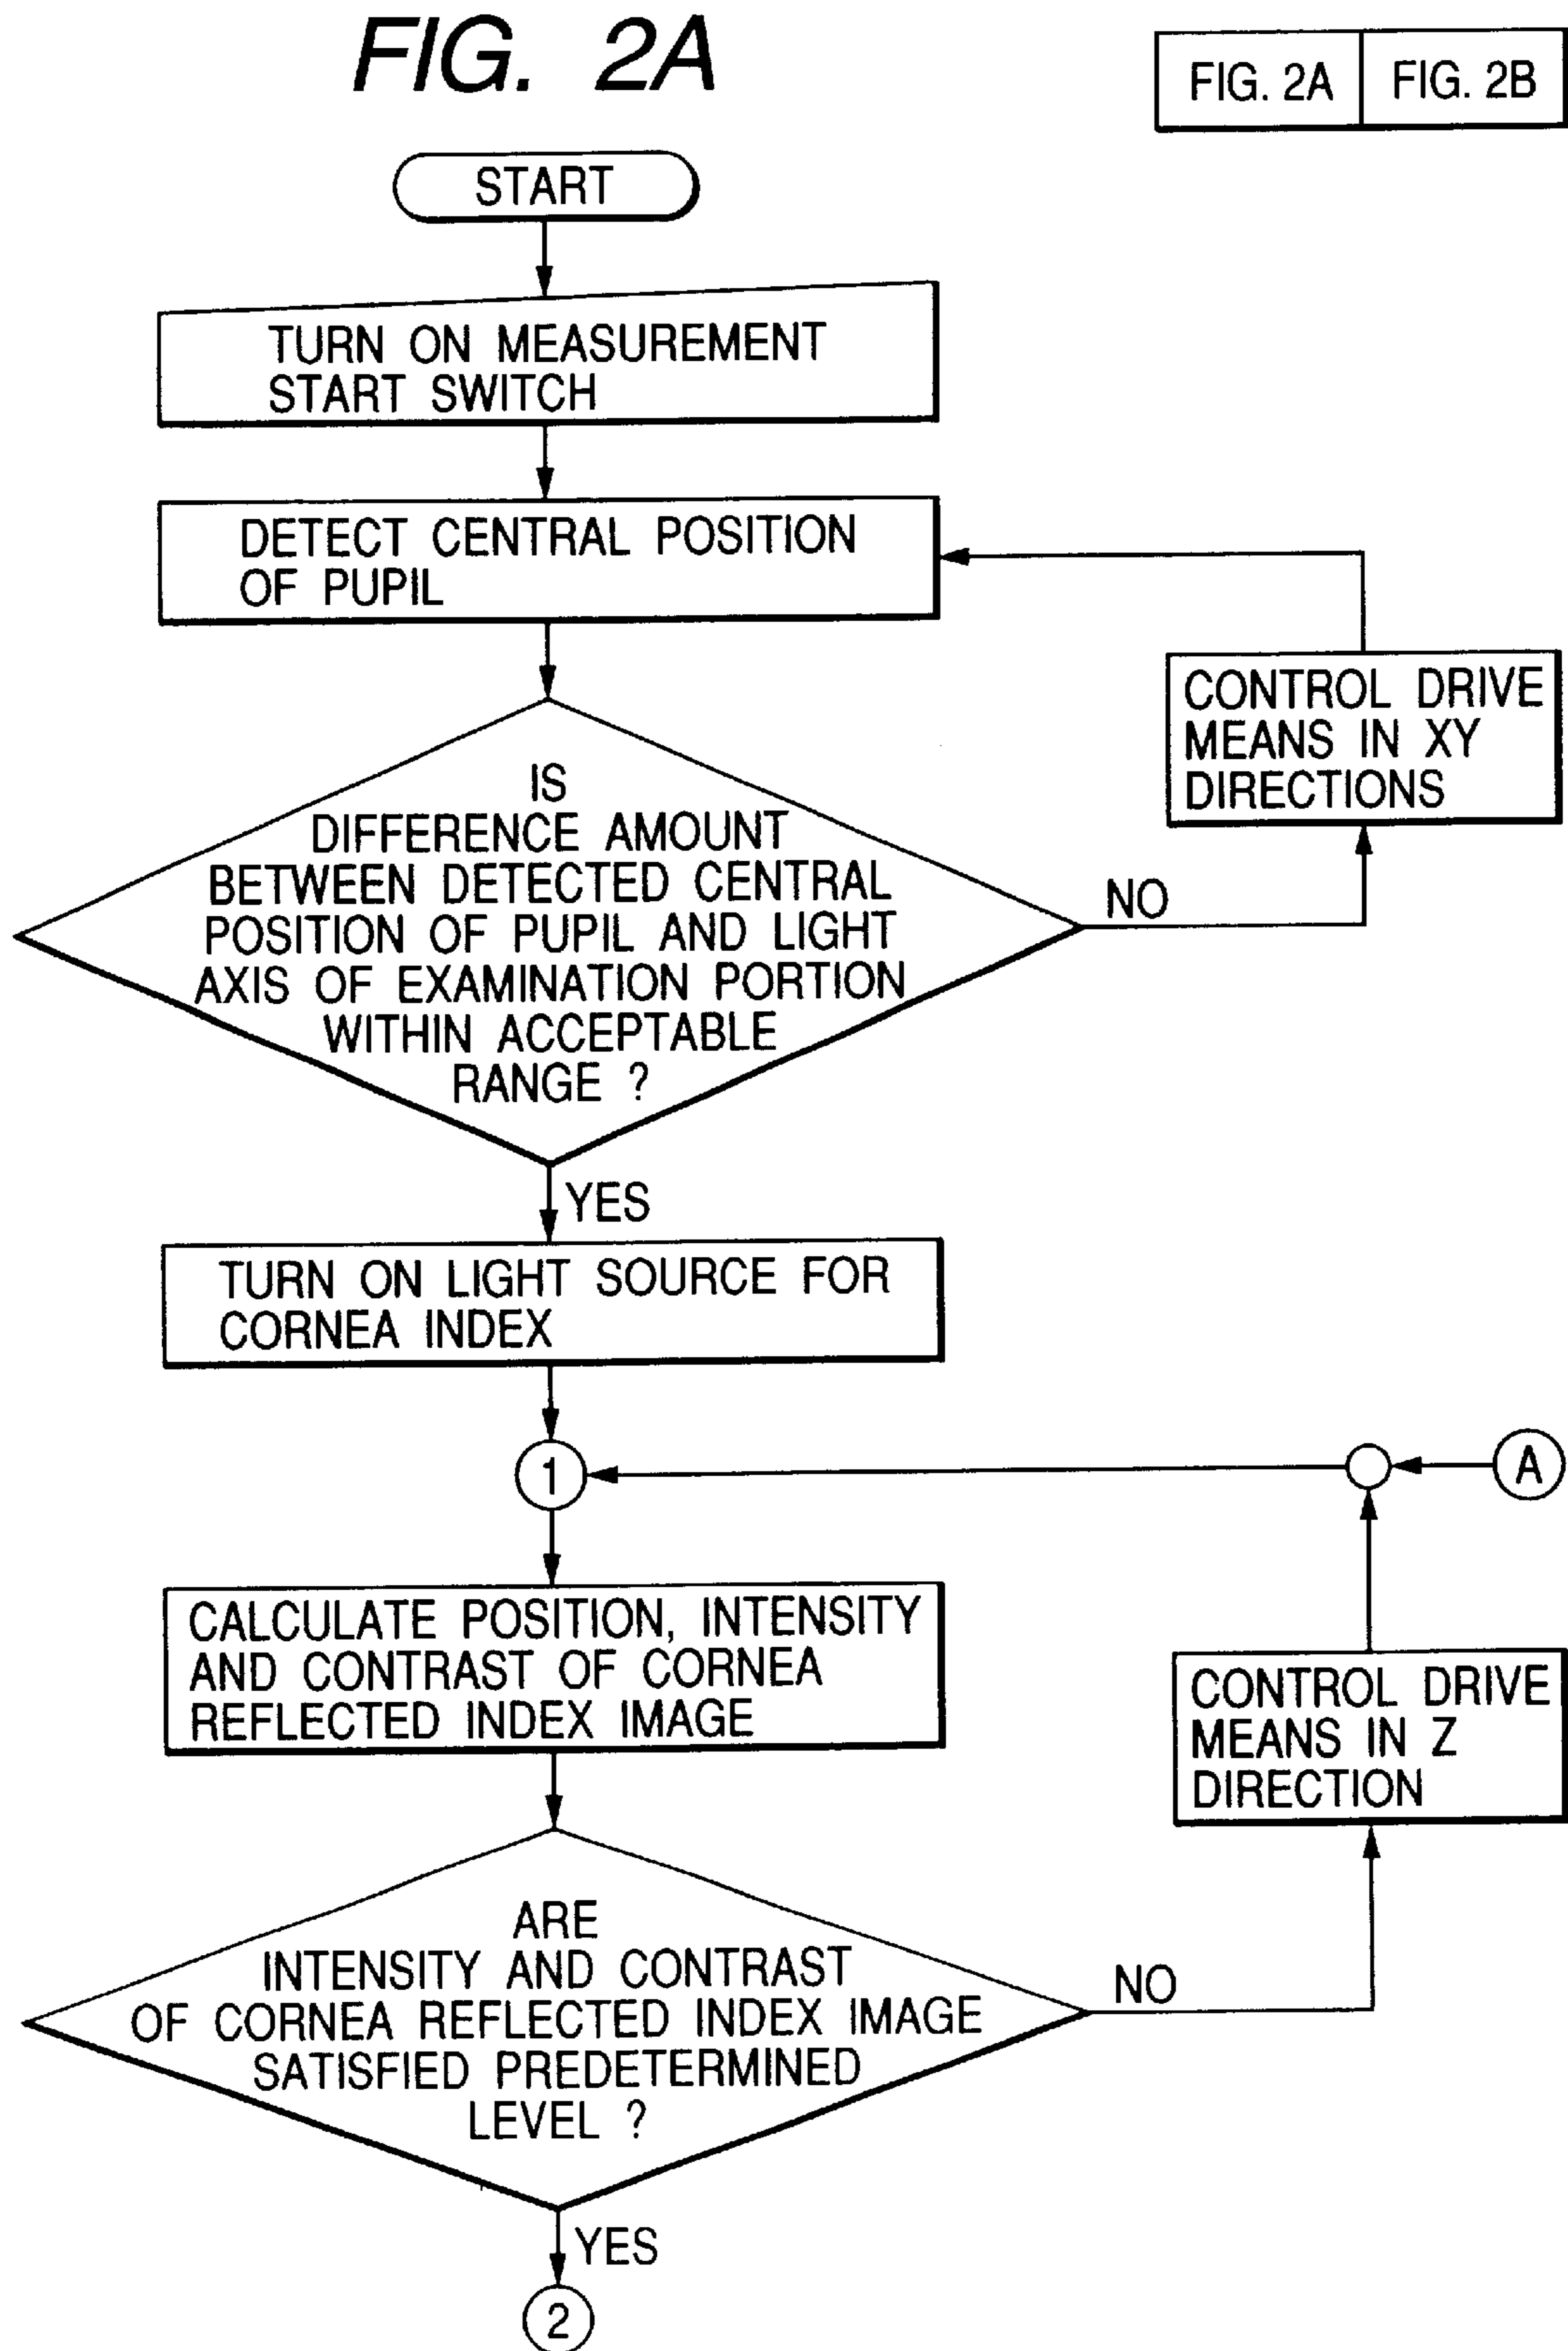 FIG. 2A
FIG. 2A
FIG. 2B
START
TURN ON MEASUREMENT
START SWITCH
DETECT CENTRAL POSITION
OF PUPIL
CONTROL DRIVE
MEANS IN XY
DIRECTIONS
IS
DIFFERENCE AMOUNT
BETWEEN DETECTED CENTRAL
POSITION OF PUPIL AND LIGHT
AXIS OF EXAMINATION PORTION
WITHIN ACCEPTABLE
RANGE ?
NO
YES
TURN ON LIGHT SOURCE FOR
CORNEA INDEX
1
A
CALCULATE POSITION, INTENSITY
AND CONTRAST OF CORNEA
REFLECTED INDEX IMAGE
CONTROL DRIVE
MEANS IN Z
DIRECTION
ARE
INTENSITY AND CONTRAST
OF CORNEA REFLECTED INDEX IMAGE
SATISFIED PREDETERMINED
LEVEL ?
NO
YES
2